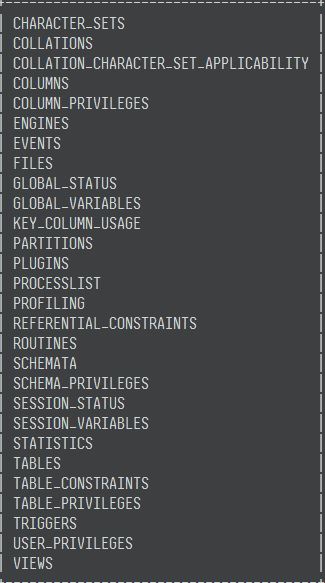 CHARACTER_SETS
COLLATIONS
COLLATION_CHARACTER_SET_APPLICABILITY
COLUMNS
COLUMN_PRIVILEGES
ENGINES
EVENTS
FILES
GLOBAL_STATUS
GLOBAL_VARIABLES
KEY_COLUMN_USAGE
PARTITIONS
PLUGINS
PROCESSLIST
PROFILING
REFERENTIAL_CONSTRAINTS
ROUTINES
SCHEMATA
SCHEMA_PRIVILEGES
SESSION_STATUS
SESSION_VARIABLES
STATISTICS
TABLES
TABLE_CONSTRAINTS
TABLE_PRIVILEGES
TRIGGERS
USER_PRIVILEGES
VIEWS